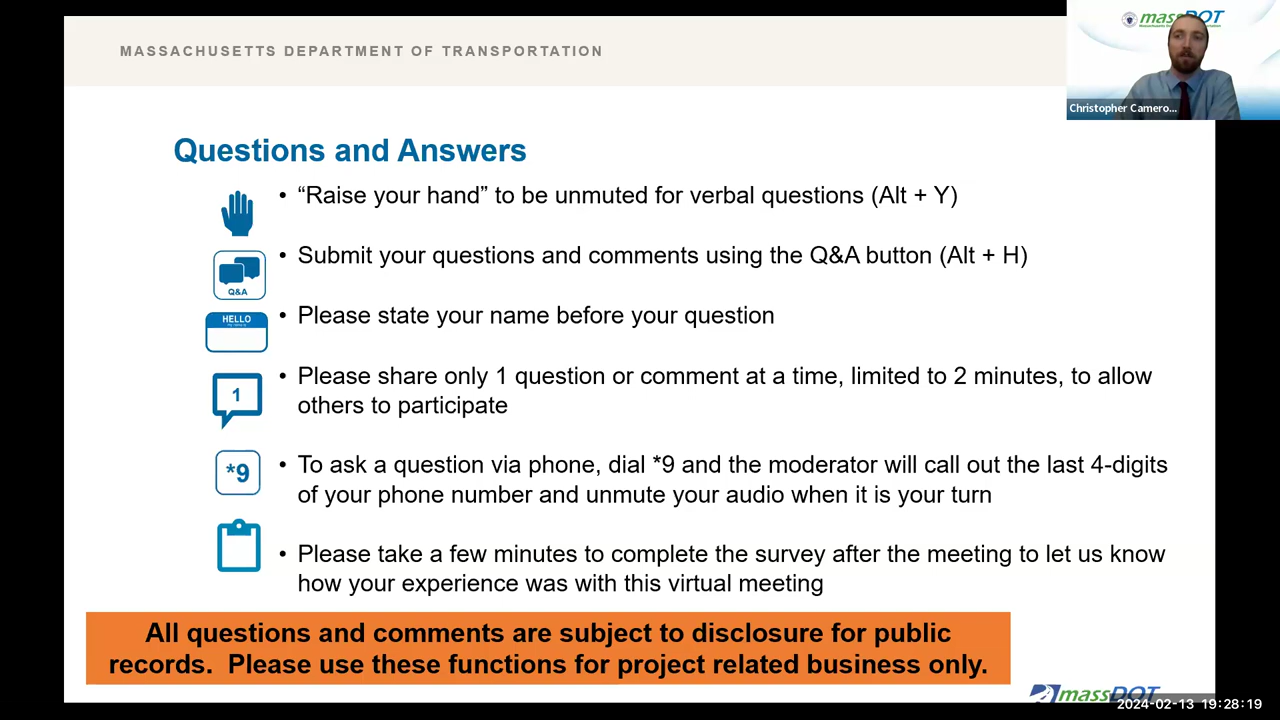 MASSACHUSETTS DEPARTMENT OF TRANSPORTATION
massDOT
Christopher Camero...
Questions and Answers
• “Raise your hand” to be unmuted for verbal questions (Alt + Y)
• Submit your questions and comments using the Q&A button (Alt + H)
Q&A
HELLO
my name is
• Please state your name before your question
• Please share only 1 question or comment at a time, limited to 2 minutes, to allow
others to participate
1
• To ask a question via phone, dial *9 and the moderator will call out the last 4-digits
of your phone number and unmute your audio when it is your turn
*9
• Please take a few minutes to complete the survey after the meeting to let us know
how your experience was with this virtual meeting
All questions and comments are subject to disclosure for public
records.  Please use these functions for project related business only.
massDOT
2024-02-13 19:28:19